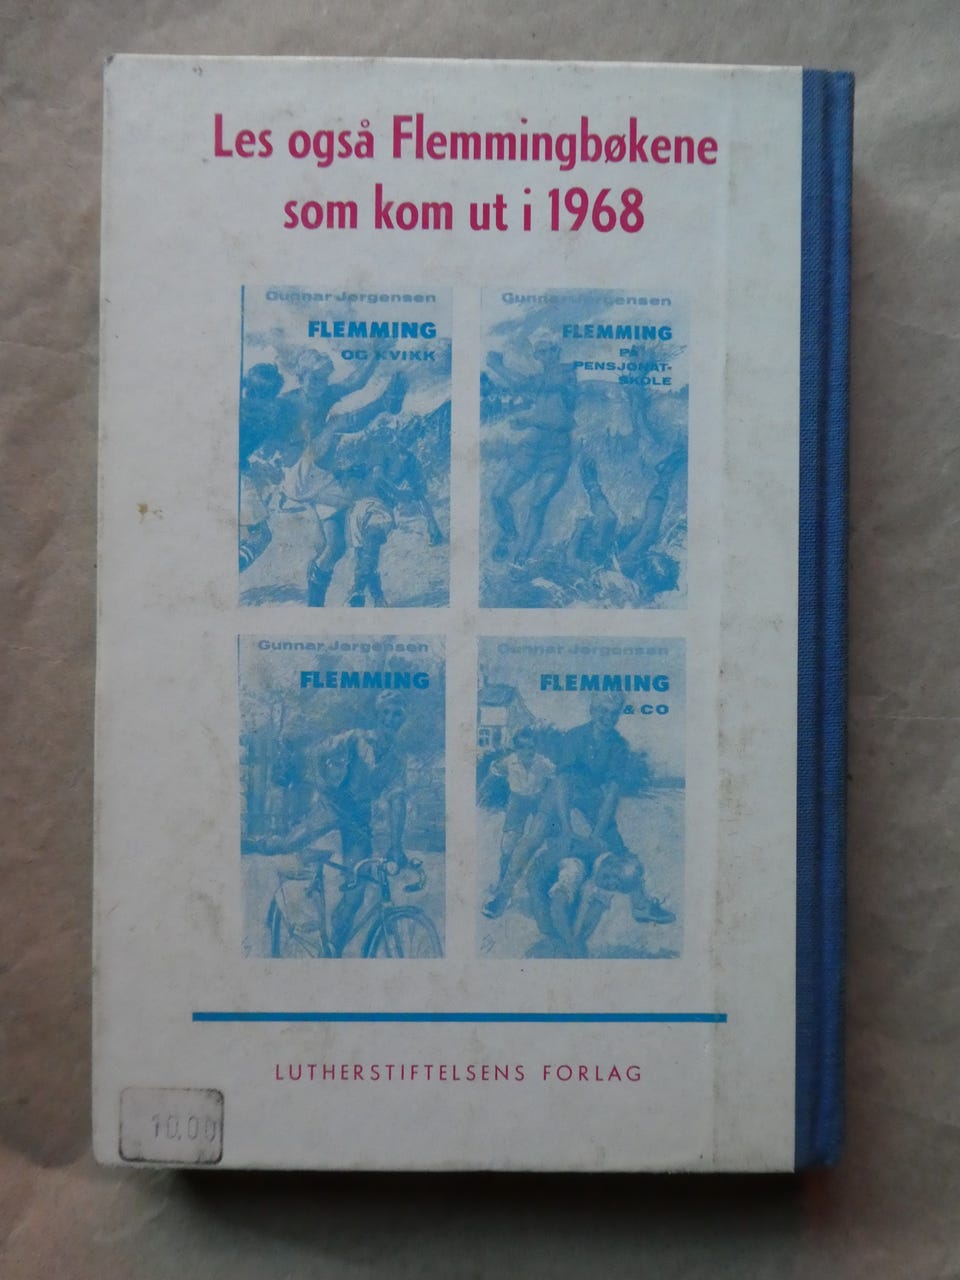 Les også Flemmingbøkene
som kom ut i 1968
Gunnar Jørgensen
FLEMMING
OG KVIKK
Gunnar Jørgensen
FLEMMING
PÅ
PENSJONAT-
SKOLE
Gunnar Jørgensen
FLEMMING
Gunnar Jørgensen
FLEMMING
& CO
LUTHERSTIFTELSENS FORLAG
10.00